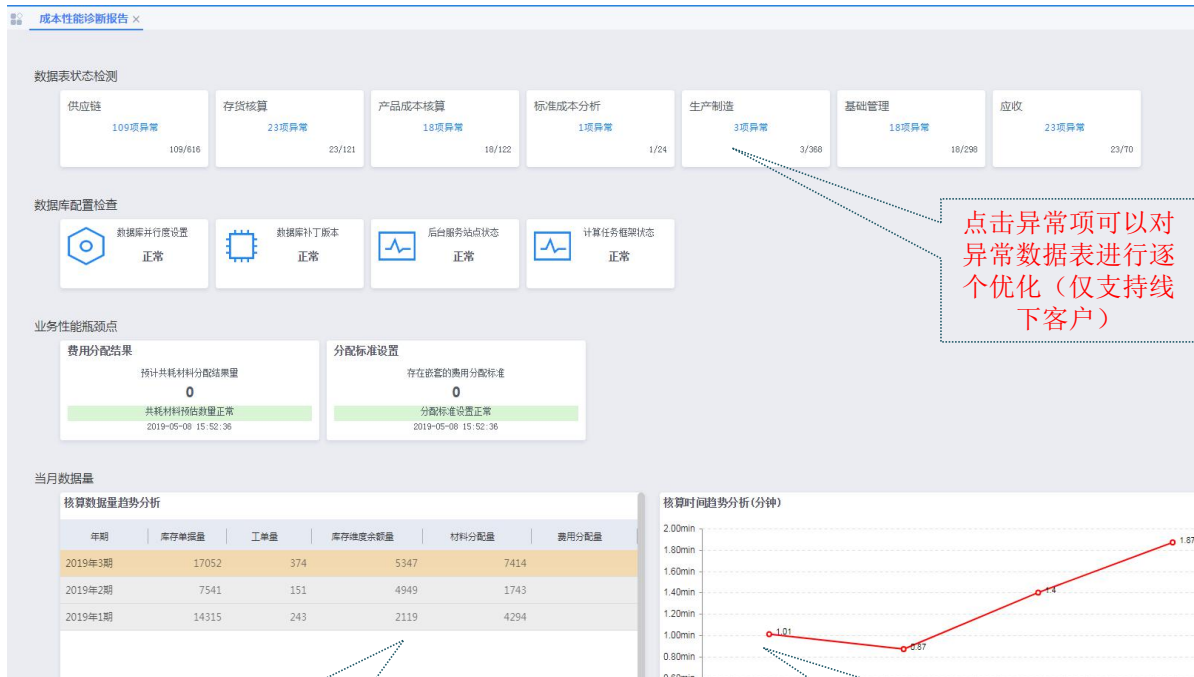 成本性能诊断报告 ×
数据表状态检测
供应链
109项异常
109/616
存货核算
23项异常
23/121
产品成本核算
18项异常
18/122
标准成本分析
1项异常
1/24
生产制造
3项异常
3/368
基础管理
18项异常
18/298
应收
23项异常
23/70
点击异常项可以对
异常数据表进行逐
个优化（仅支持线
下客户）
数据库配置检查
数据库并行度设置
正常
数据库补丁版本
正常
后台服务站点状态
正常
计算任务框架状态
正常
业务性能瓶颈点
费用分配结果
预计共耗材料分配结果量
0
共耗材料预估数量正常
2019-05-08 15:52:36
分配标准设置
存在嵌套的费用分配标准
0
分配标准设置正常
2019-05-08 15:52:36
当月数据量
核算数据量趋势分析
年期 库存单据量 工单量 库存维度余额量 材料分配量 费用分配量
2019年3期 17052 374 5347 7414
2019年2期 7541 151 4949 1743
2019年1期 14315 243 2119 4294
核算时间趋势分析(分钟)
2.00min
1.80min
1.60min
1.40min
1.20min
1.00min
0.80min
1.01
0.87
1.4
1.87